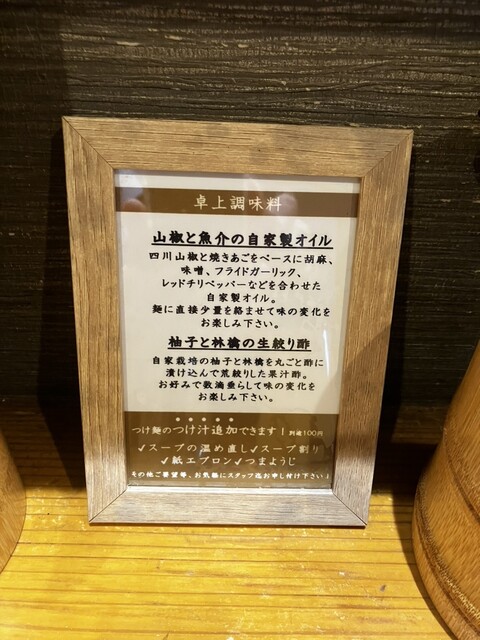 卓上調味料
山椒と魚介の自家製オイル
四川山椒と焼きあごをベースに胡麻、
味噌、フライドガーリック、
レッドチリペッパーなどを合わせた
自家製オイル。
麺に直接少量を絡ませて味の変化を
お楽しみ下さい。
柚子と林檎の生絞り酢
自家栽培の柚子と林檎を丸ごと酢に
漬け込んで荒絞りした果汁酢。
お好みで数滴垂らして味の変化を
お楽しみ下さい。
つけ麺のつけ汁追加できます！別途100円
✓スープの温め直し✓スープ割り
✓紙エプロン✓つまようじ
その他ご要望等、お気軽にスタッフ迄お申し付け下さい！